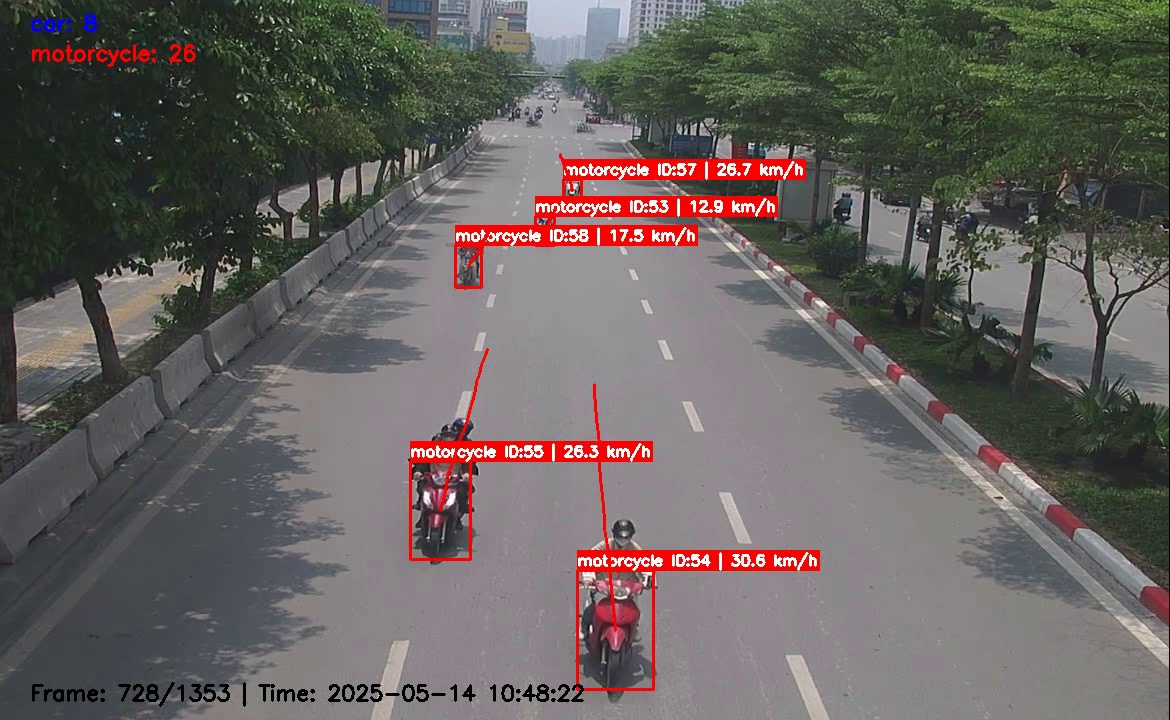 car: 8
motorcycle: 26
motorcycle ID:57 | 26.7 km/h
motorcycle ID:53 | 12.9 km/h
motorcycle ID:58 | 17.5 km/h
motorcycle ID:55 | 26.3 km/h
motorcycle ID:54 | 30.6 km/h
Frame: 728/1353 | Time: 2025-05-14 10:48:22